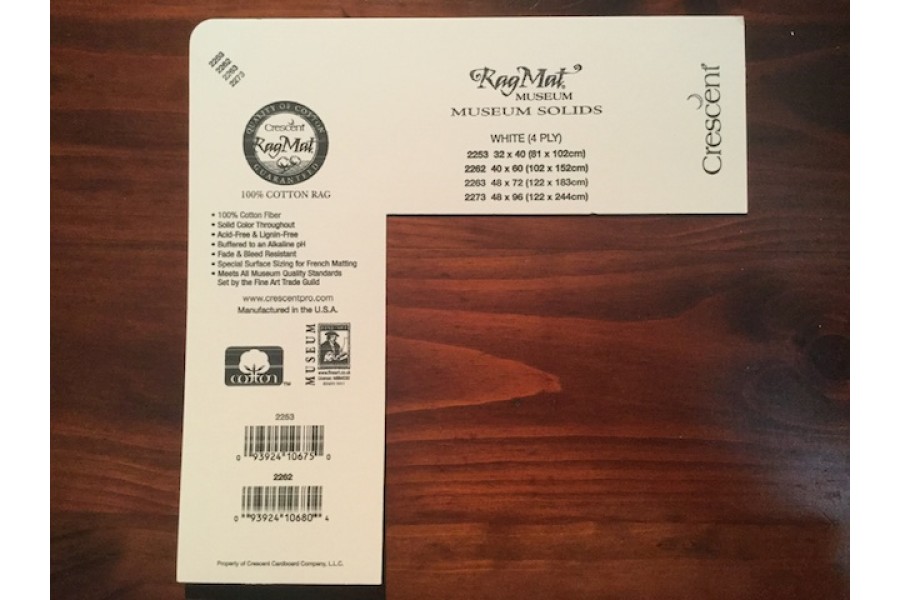 2253
2262
2263
2273
QUALITY OF COTTON
Crescent
RagMat
GUARANTEED
100% COTTON RAG
• 100% Cotton Fiber
• Solid Color Throughout
• Acid-Free & Lignin-Free
• Buffered to an Alkaline pH
• Fade & Bleed Resistant
• Special Surface Sizing for French Matting
• Meets All Museum Quality Standards
Set by the Fine Art Trade Guild
www.crescentpro.com
Manufactured in the U.S.A.
cotton™
MUSEUM
www.fineart.co.uk
2253
0 93924 10675 0
2262
0 93924 10680 4
Property of Crescent Cardboard Company, L.L.C.
RagMat
MUSEUM
MUSEUM SOLIDS
WHITE (4 PLY)
2253 32 x 40 (81 x 102cm)
2262 40 x 60 (102 x 152cm)
2263 48 x 72 (122 x 183cm)
2273 48 x 96 (122 x 244cm)
Crescent